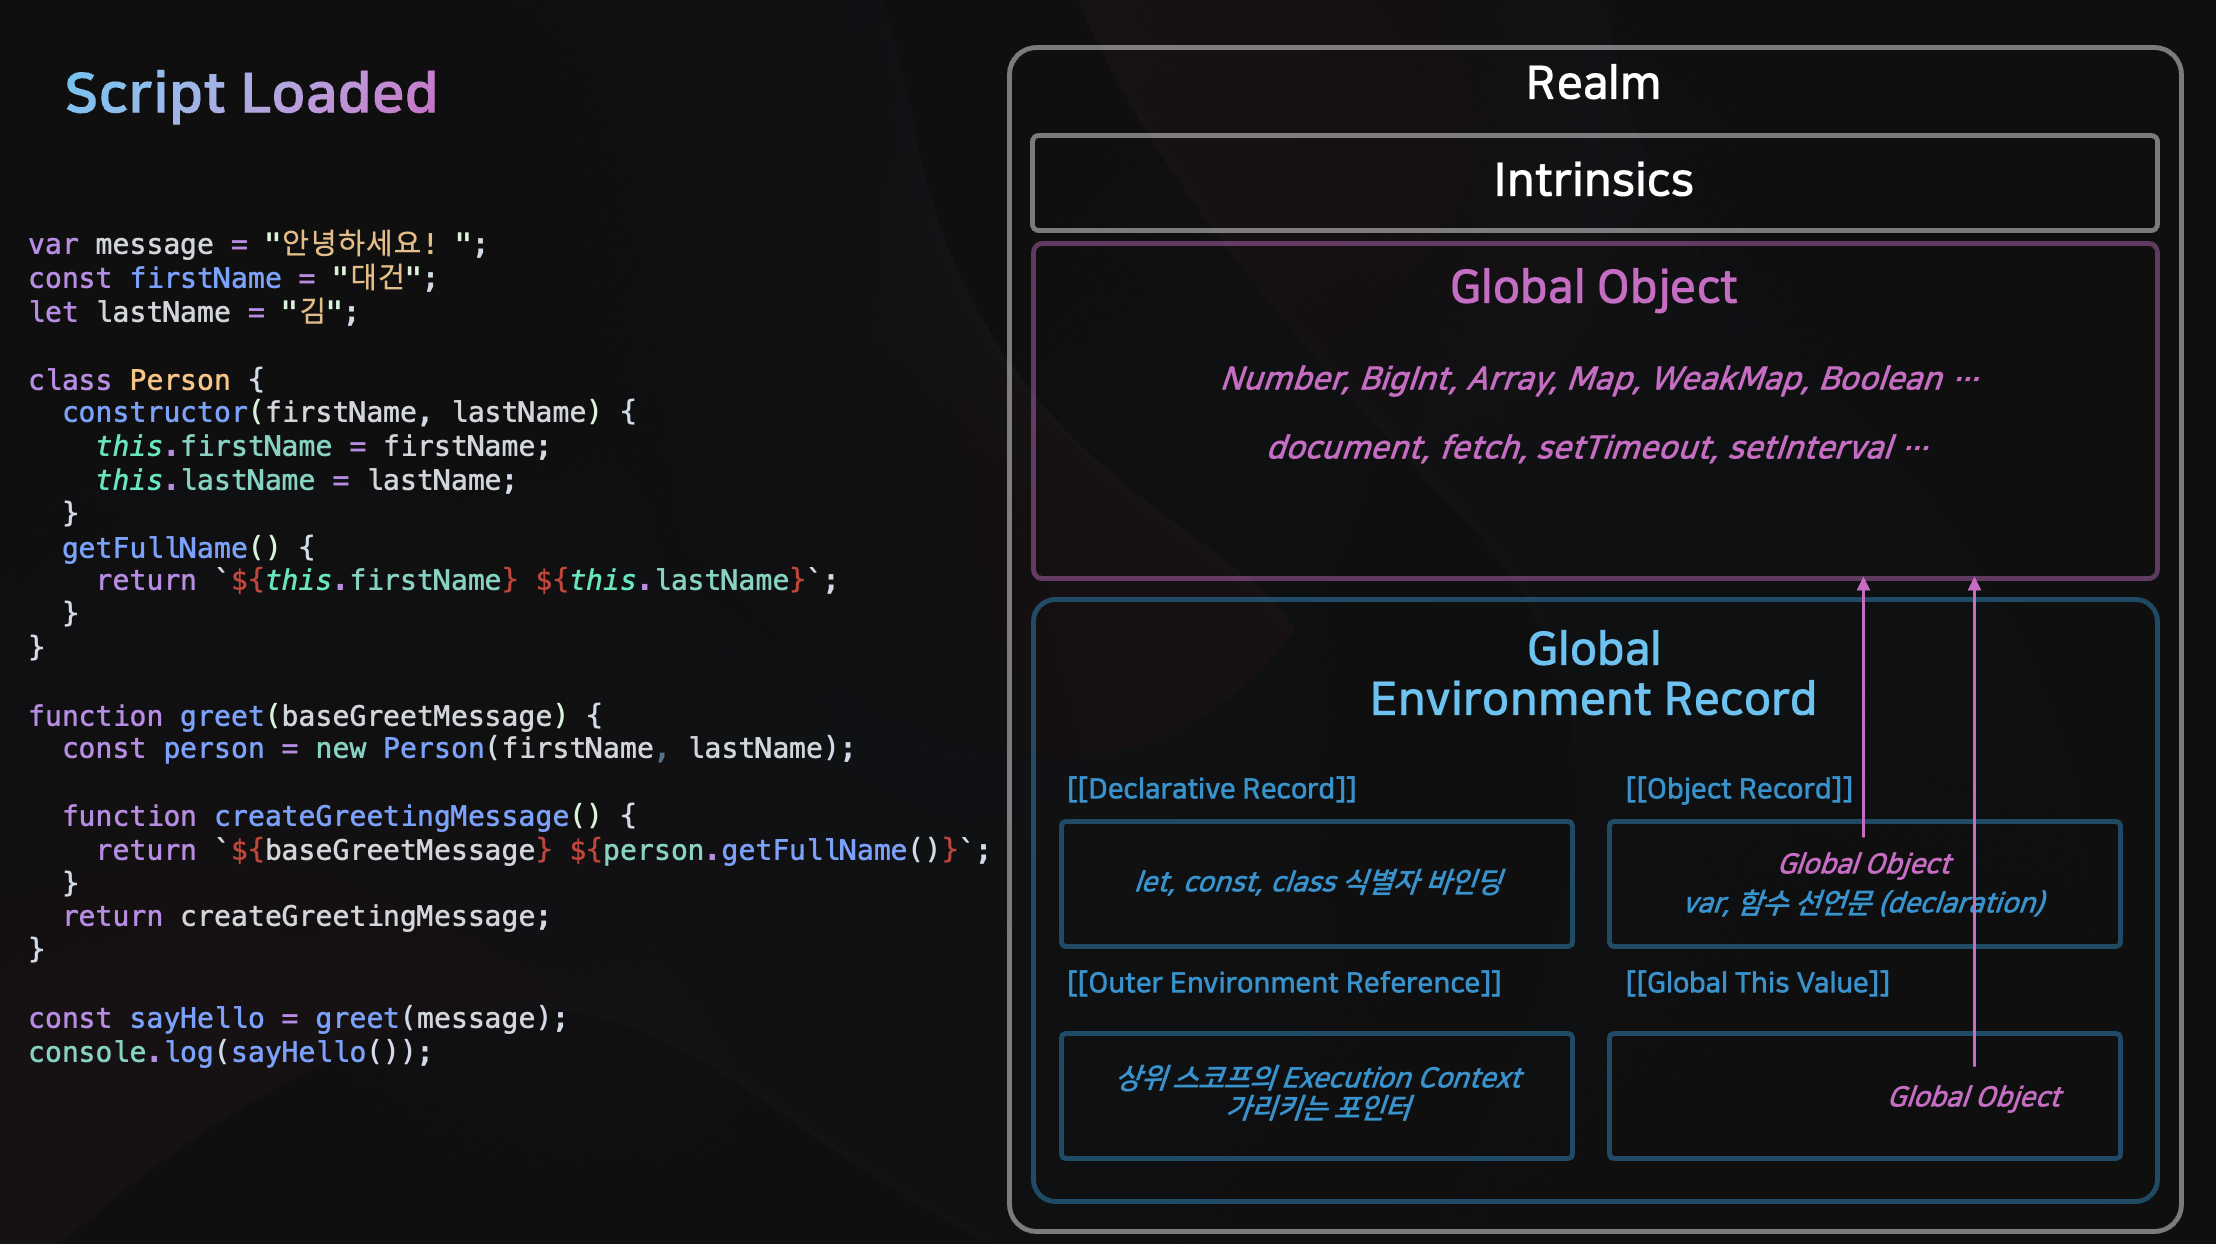 Script Loaded
var message = "안녕하세요! ";
const firstName = "대건";
let lastName = "김";
class Person {
  constructor(firstName, lastName) {
    this.firstName = firstName;
    this.lastName = lastName;
  }
  getFullName() {
    return `${this.firstName} ${this.lastName}`;
  }
}
function greet(baseGreetMessage) {
  const person = new Person(firstName, lastName);
  function createGreetingMessage() {
    return `${baseGreetMessage} ${person.getFullName()}`;
  }
  return createGreetingMessage;
}
const sayHello = greet(message);
console.log(sayHello());
Realm
Intrinsics
Global Object
Number, BigInt, Array, Map, WeakMap, Boolean ...
document, fetch, setTimeout, setInterval ...
Global
Environment Record
[[Declarative Record]]
let, const, class 식별자 바인딩
[[Object Record]]
Global Object
var, 함수 선언문 (declaration)
[[Outer Environment Reference]]
상위 스코프의 Execution Context
가리키는 포인터
[[Global This Value]]
Global Object